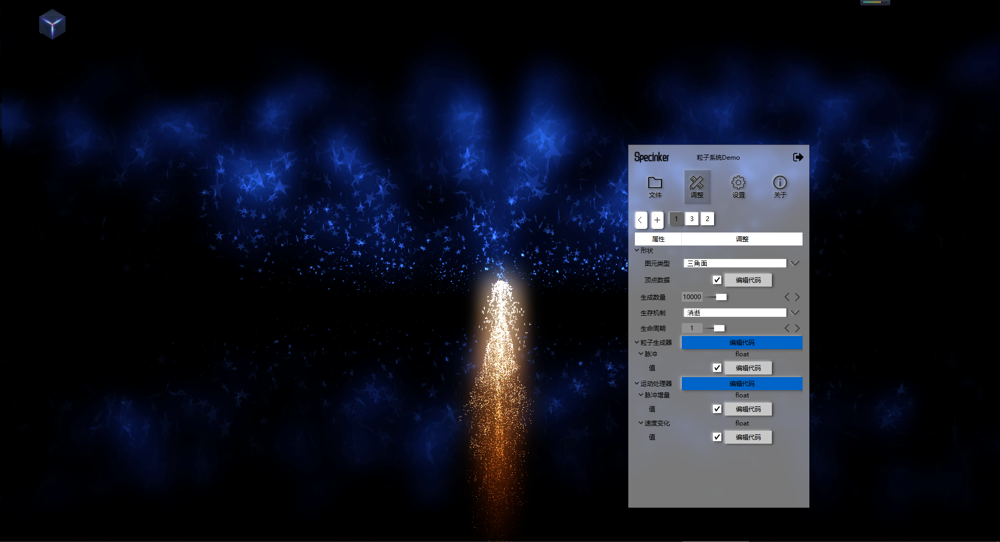 Specinker
粒子系统Demo
文件
调整
设置
关于
1
3
2
属性
调整
形状
图元类型
三角面
顶点数据
编辑代码
生成数量
10000
生存机制
消逝
生命周期
1
粒子生成器
编辑代码
脉冲
float
值
编辑代码
运动处理器
编辑代码
脉冲增量
float
值
编辑代码
速度变化
float
值
编辑代码